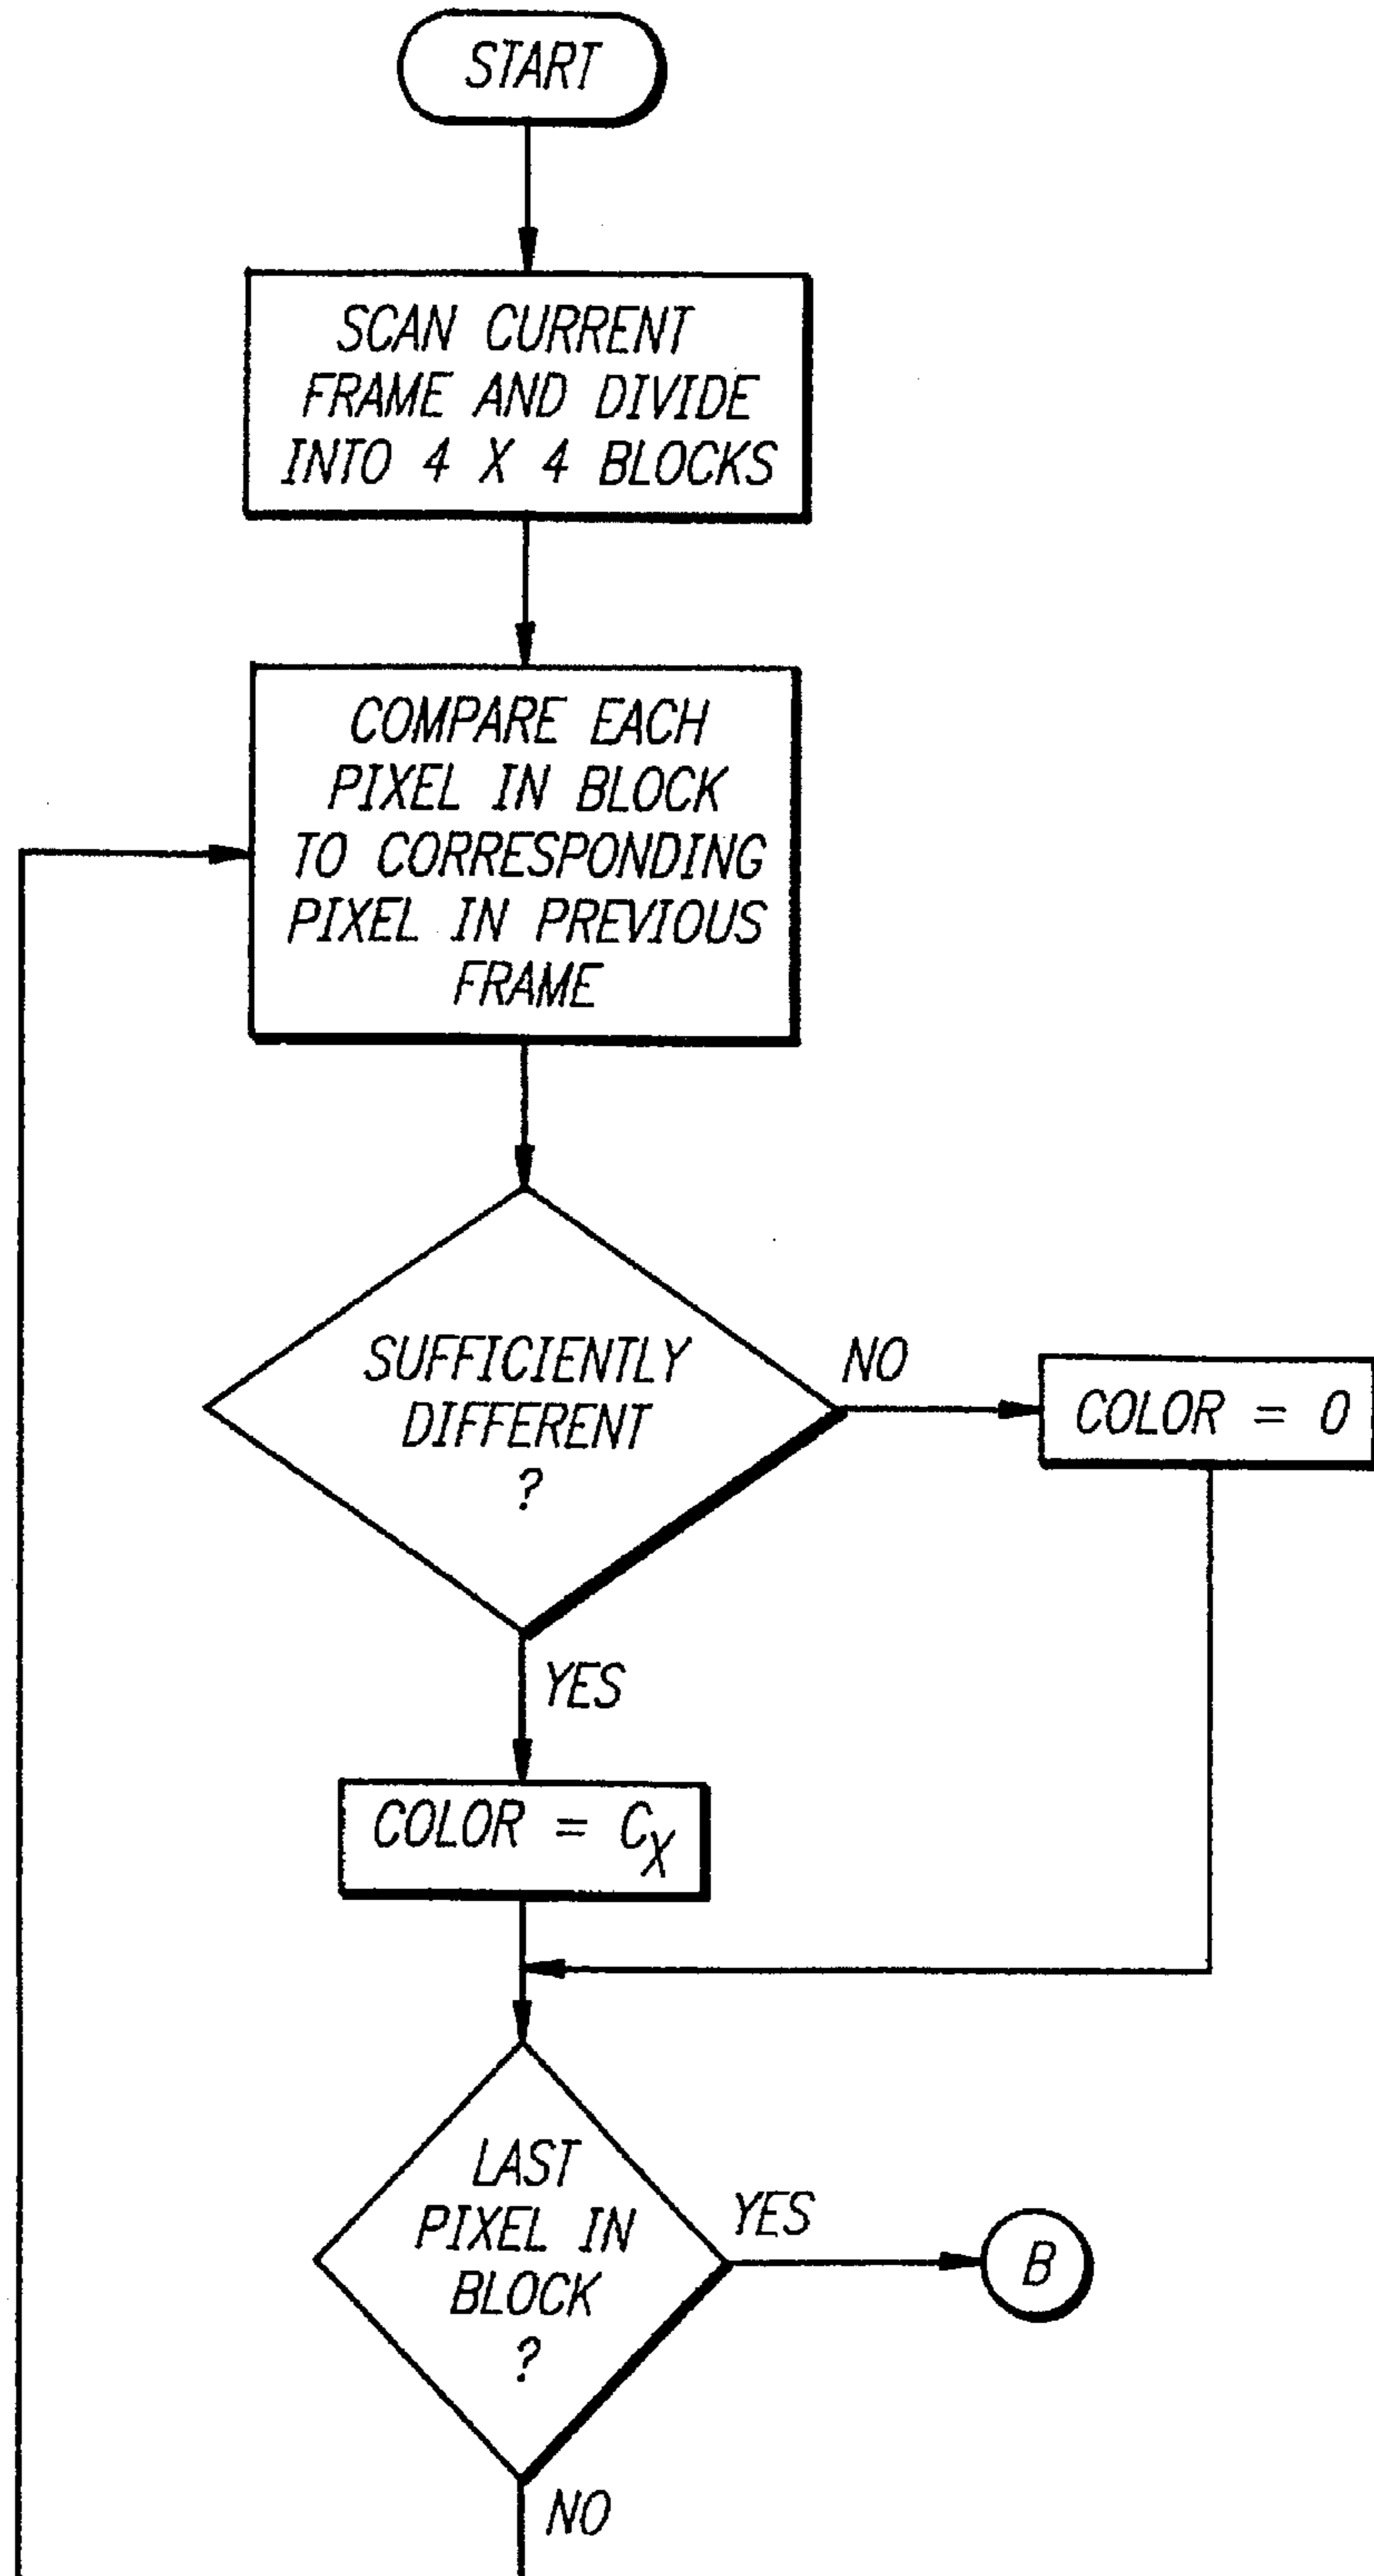 START
SCAN CURRENT
FRAME AND DIVIDE
INTO 4 X 4 BLOCKS
COMPARE EACH
PIXEL IN BLOCK
TO CORRESPONDING
PIXEL IN PREVIOUS
FRAME
SUFFICIENTLY
DIFFERENT
?
NO
COLOR = 0
YES
COLOR = C_X
LAST
PIXEL IN
BLOCK
?
YES
B
NO